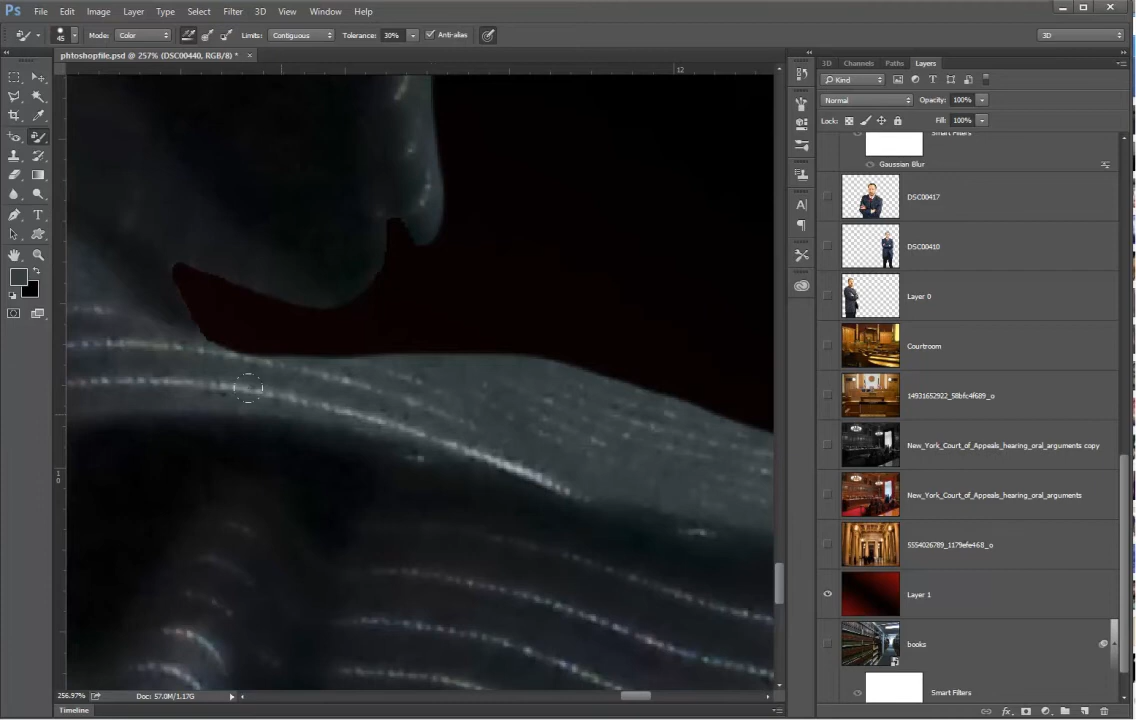 Ps File Edit Image Layer Type Select Filter 3D View Window Help
45 Mode: Color Limits: Contiguous Tolerance: 30% Anti-alias 3D
phtoshopfile.psd @ 257% (DSC00440, RGB/8) * ×
3D Channels Paths Layers
Kind
Normal Opacity: 100%
Lock: Fill: 100%
12
Smart Filters
Gaussian Blur
DSC00417
DSC00410
Layer 0
Courtroom
14931652922_58bfc4f689_o
New_York_Court_of_Appeals_hearing_oral_arguments copy
10
New_York_Court_of_Appeals_hearing_oral_arguments
5554026789_1179efe468_o
Layer 1
books
Smart Filters
256.97% Doc: 57.0M/1.17G
Timeline
fx